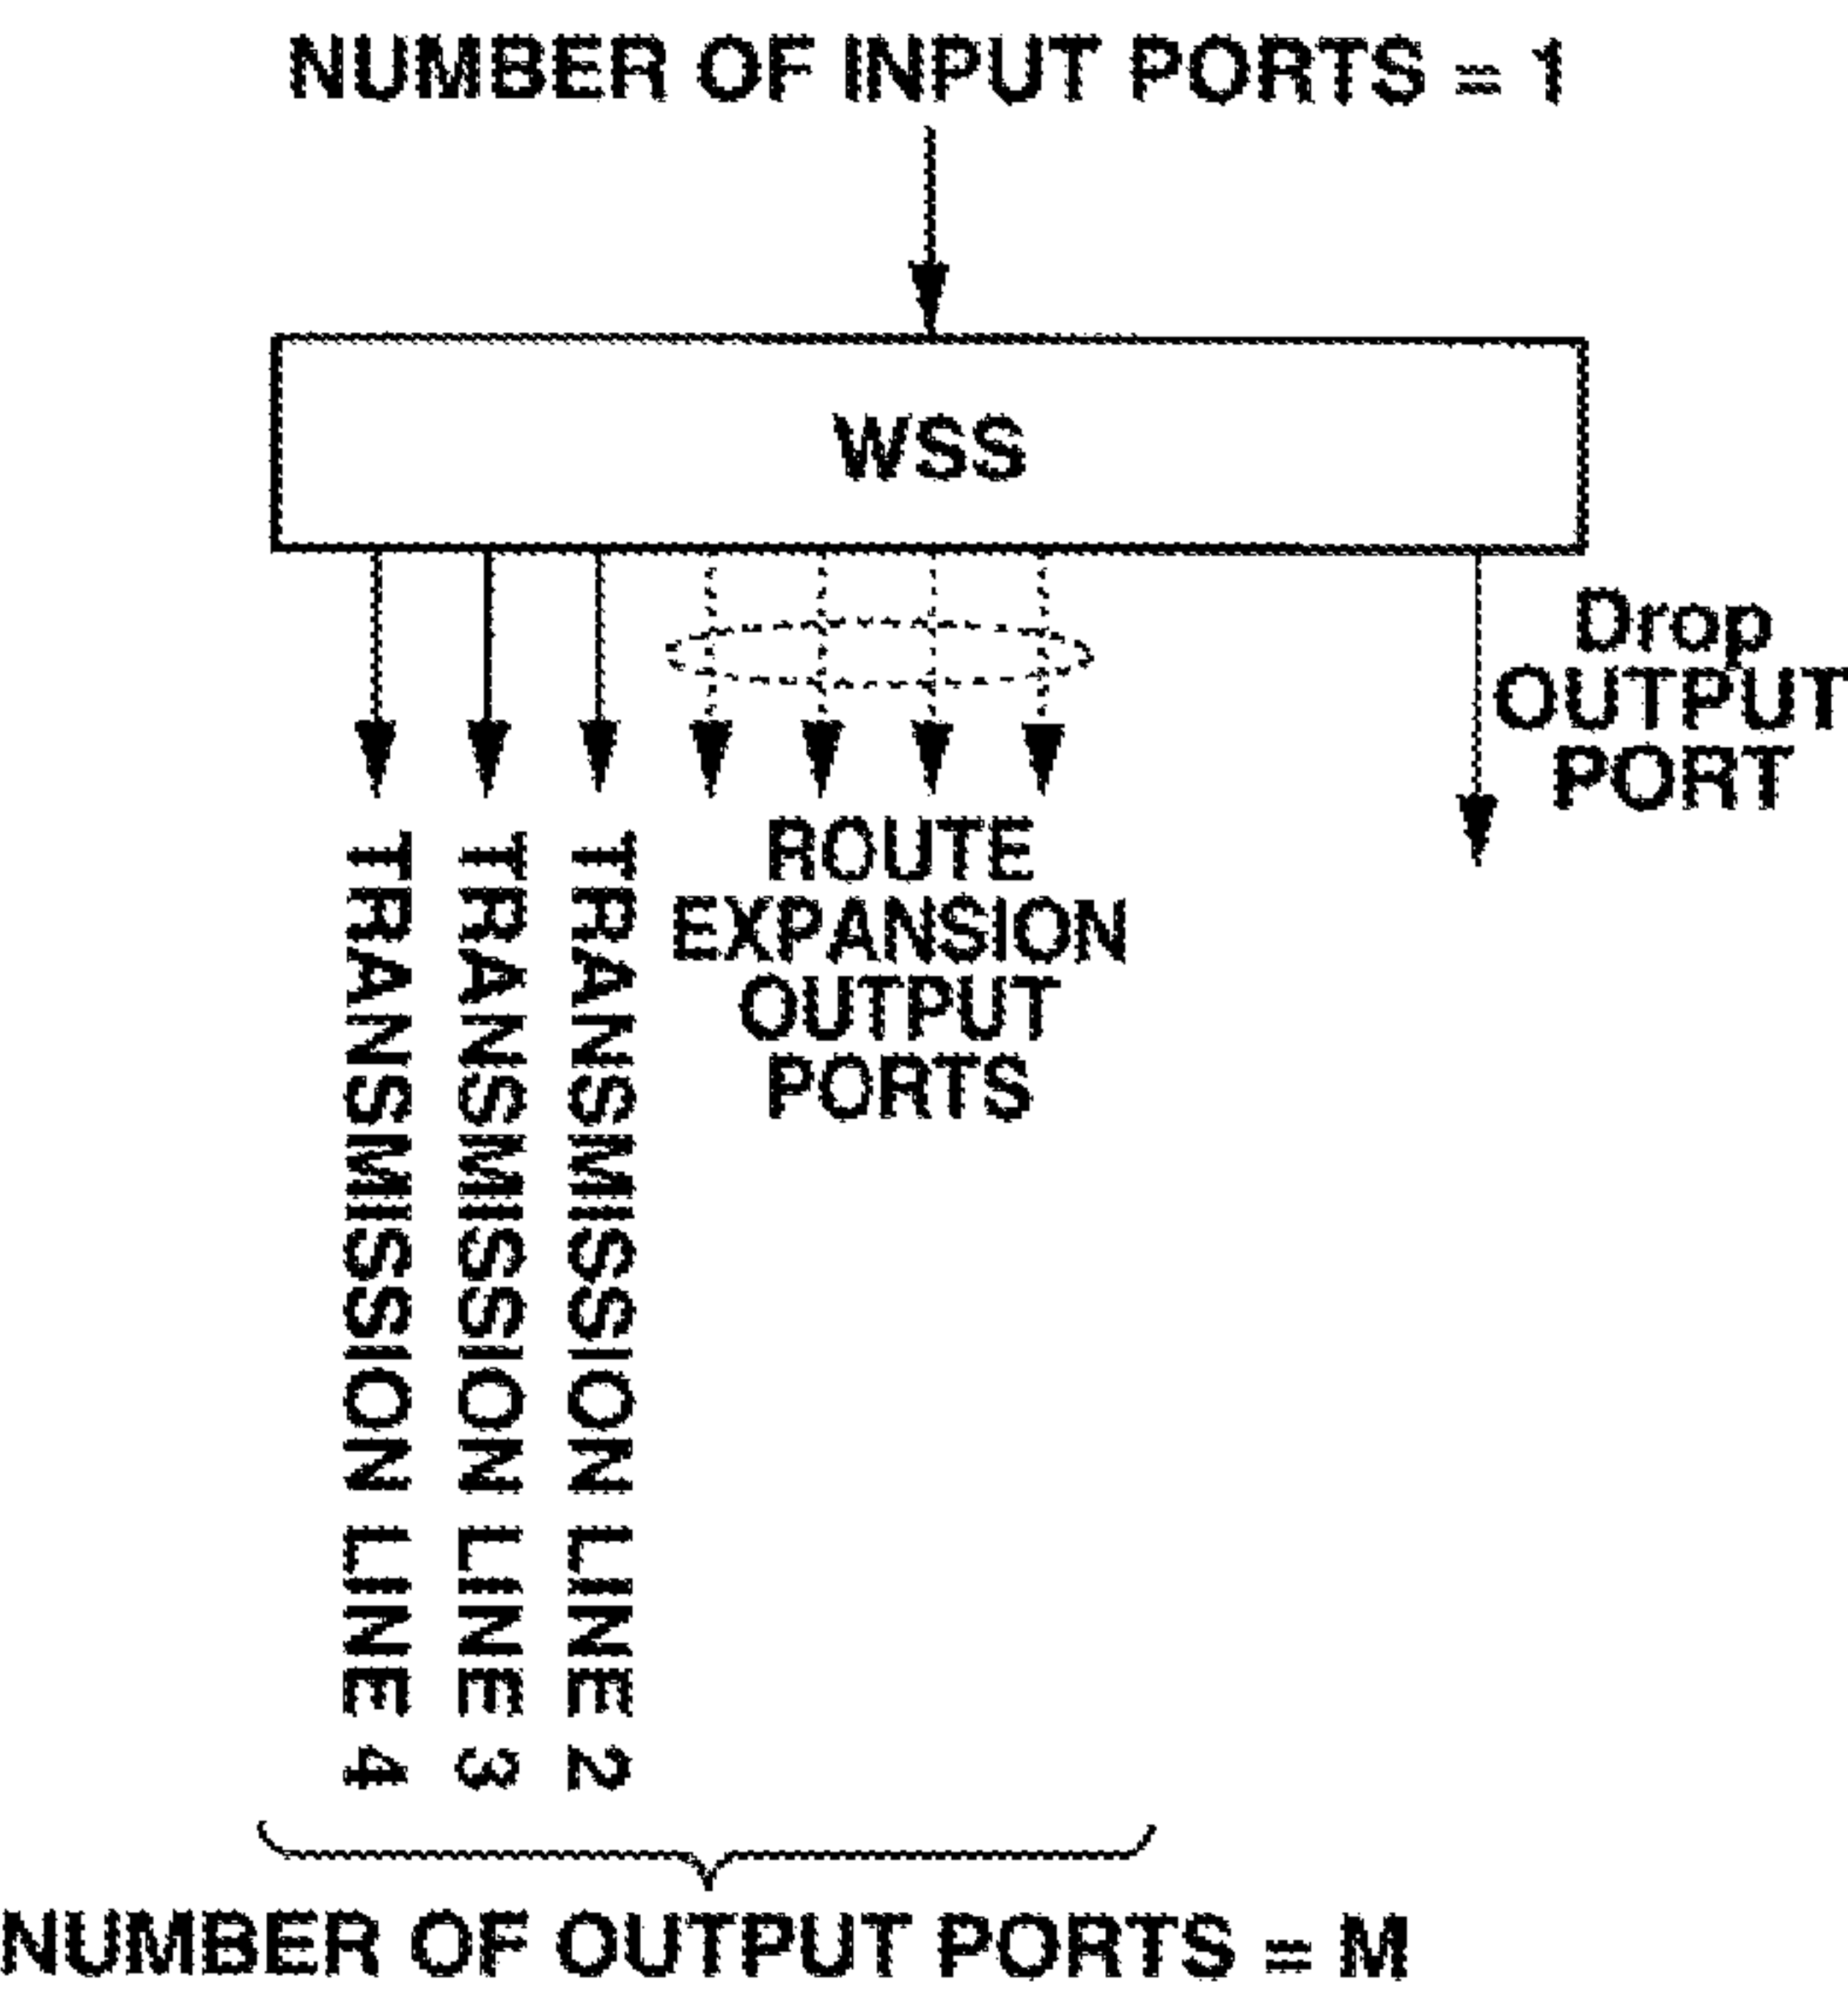 NUMBER OF INPUT PORTS = 1
WSS
Drop
OUTPUT
PORT
TRANSMISSION LINE 4
TRANSMISSION LINE 3
TRANSMISSION LINE 2
ROUTE
EXPANSION
OUTPUT
PORTS
NUMBER OF OUTPUT PORTS = M